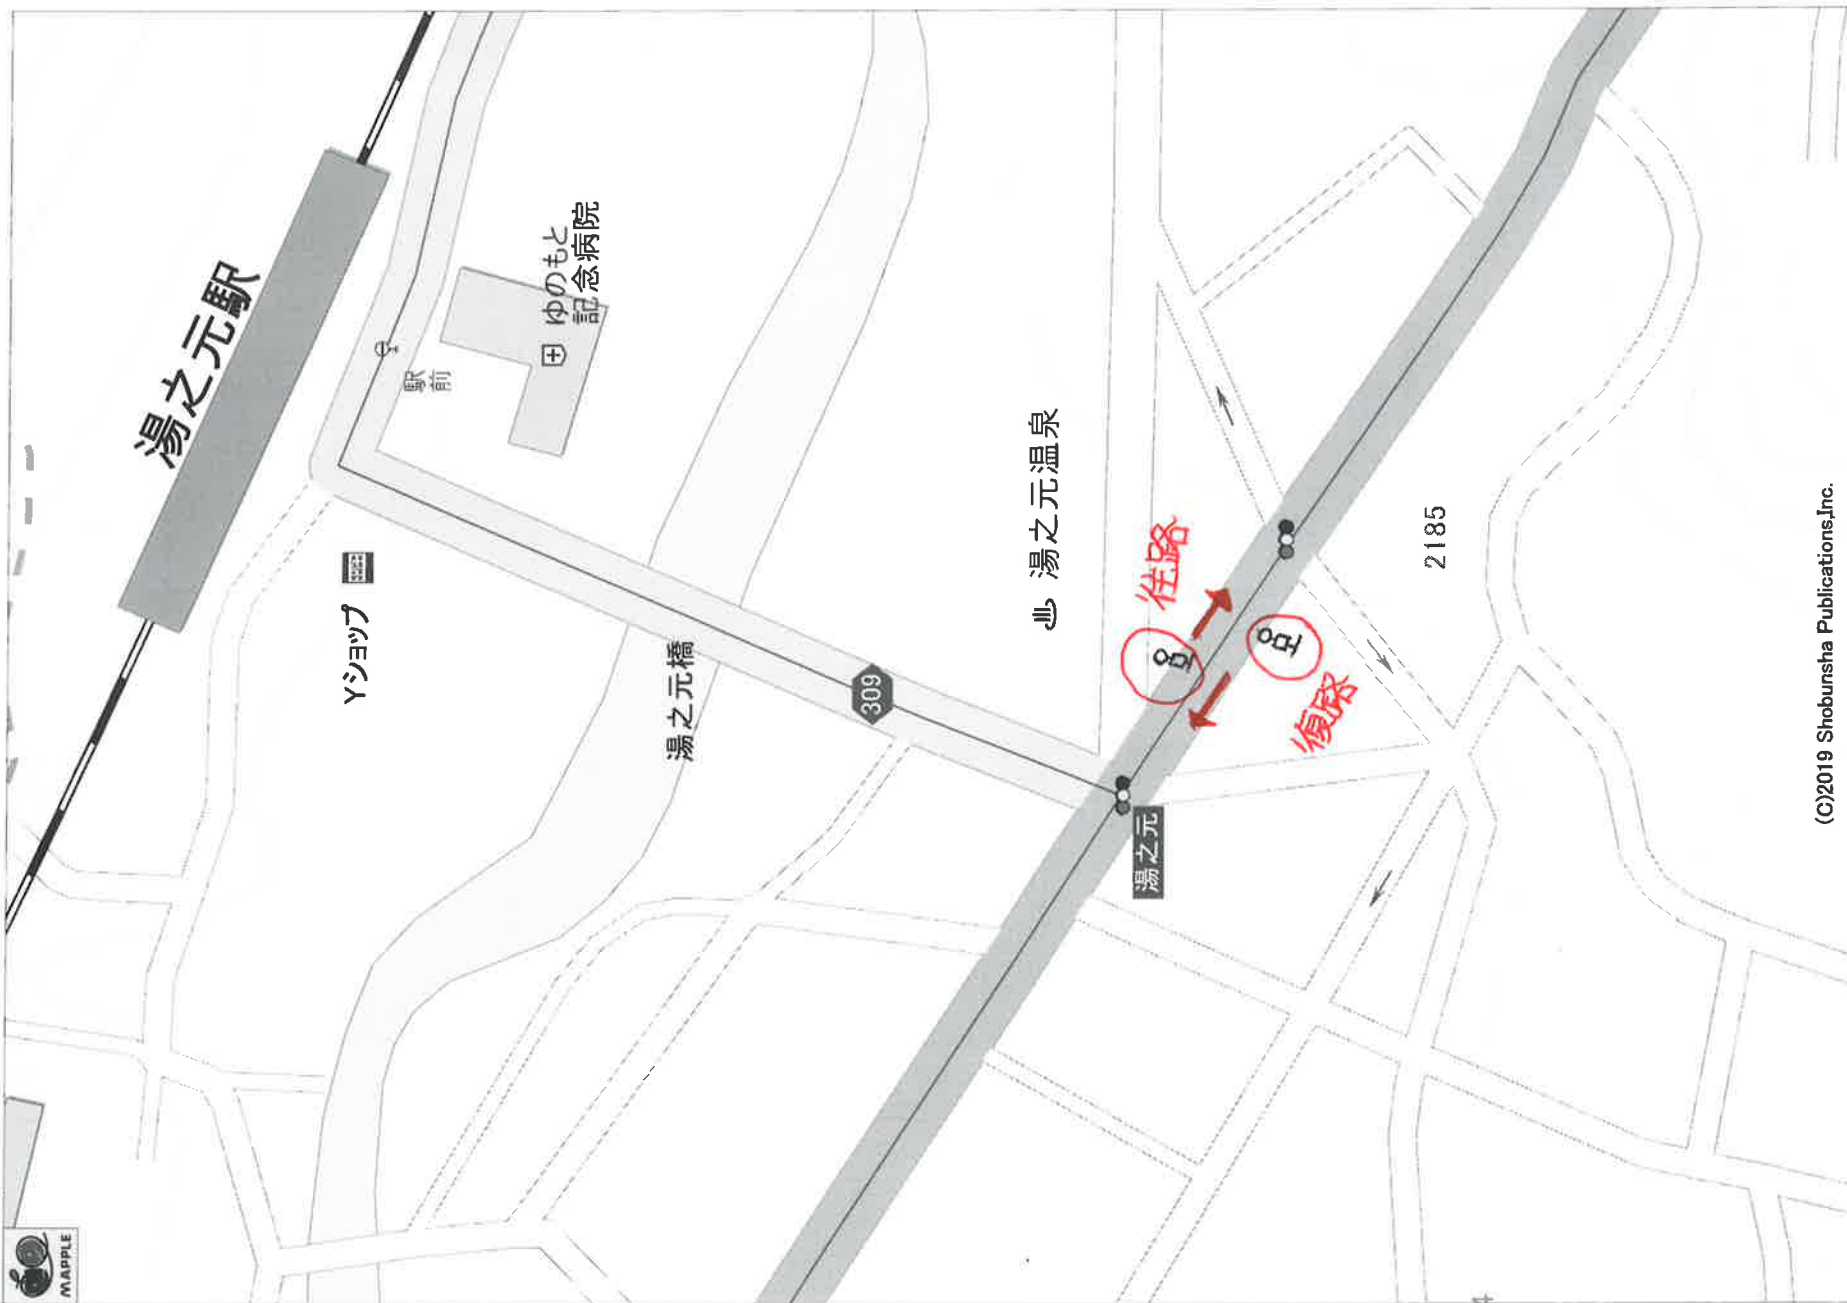 湯之元駅
駅
前
ゆのもと
記念病院
Yショップ
湯之元橋
309
湯之元温泉
往路
復路
湯之元
2185
MAPPLE
(C)2019 Shobunsha Publications,Inc.